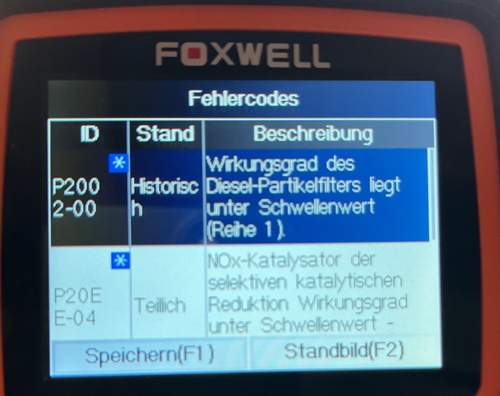 FOXWELL
Fehlercodes
ID Stand Beschreibung
* Wirkungsgrad des
P200 Historisc Diesel-Partikelfilters liegt
2-00 h unter Schwellenwert
(Reihe 1).
* NOx-Katalysator der
selektiven katalytischen
P20E Teillich Reduktion Wirkungsgrad
E-04 unter Schwellenwert -
Speichern(F1) Standbild(F2)